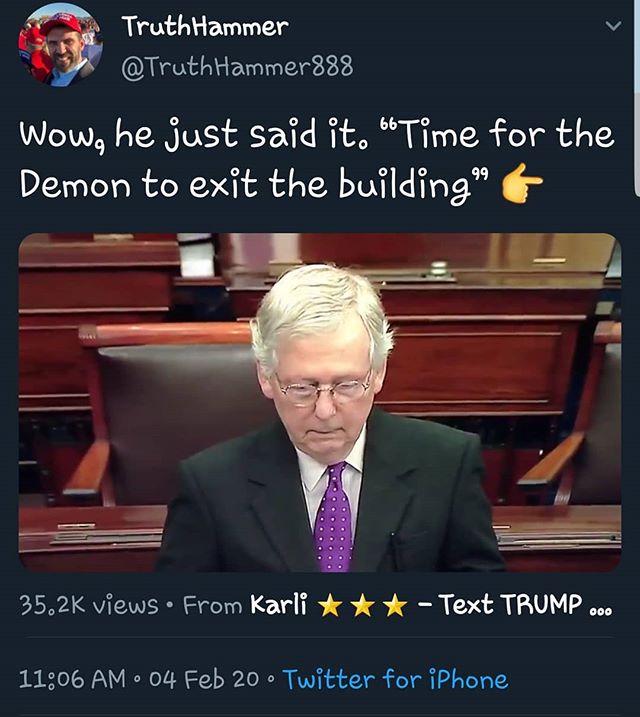 TruthHammer
@TruthHammer888
Wow, he just said it. “Time for the
Demon to exit the building” 👉
35.2K views • From Karli ⭐ ⭐ ⭐ – Text TRUMP ...
11:06 AM • 04 Feb 20 • Twitter for iPhone